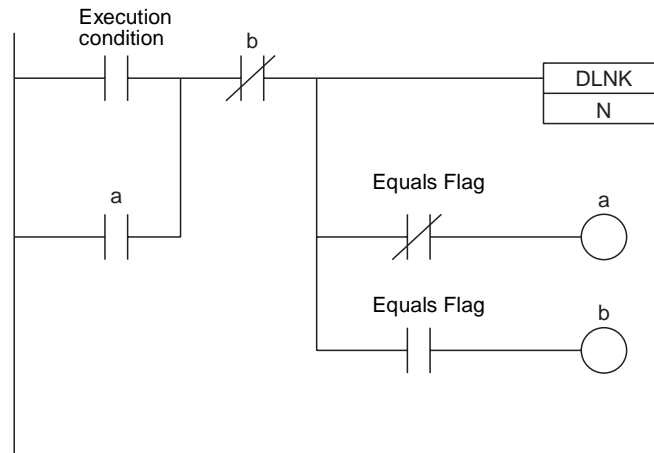 Execution
condition
b
DLNK
N
a
Equals Flag
a
Equals Flag
b